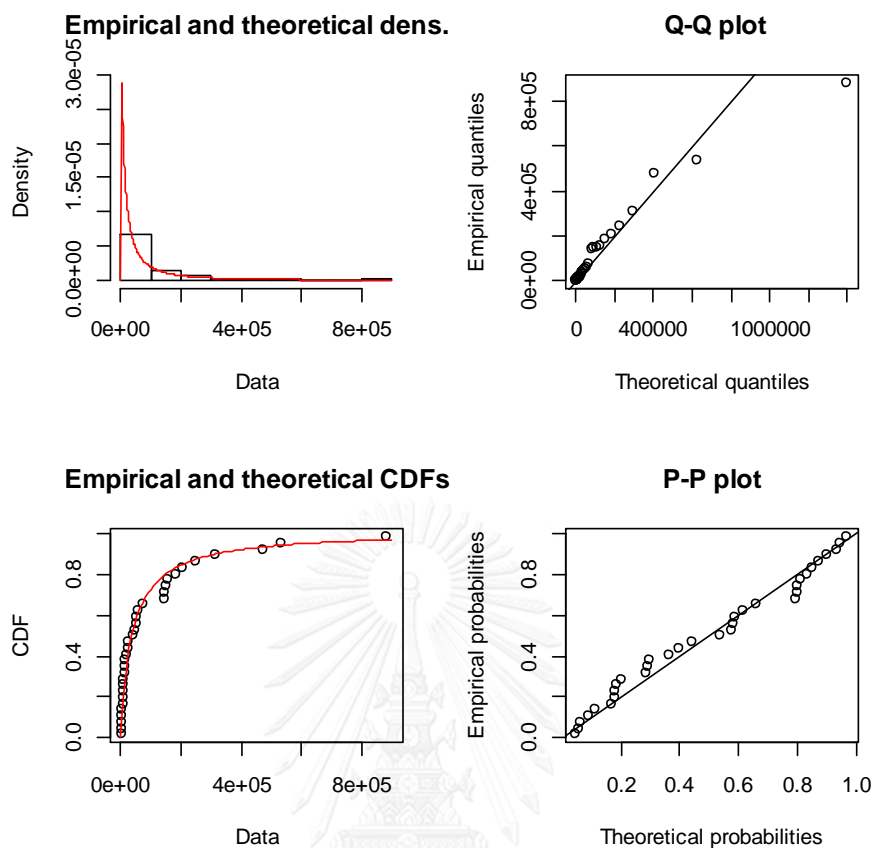 Empirical and theoretical dens.
Density
0.0e+00 1.5e-05 3.0e-05
0e+00 4e+05 8e+05
Data
Q-Q plot
Empirical quantiles
0e+00 4e+05 8e+05
0 400000 1000000
Theoretical quantiles
Empirical and theoretical CDFs
CDF
0.0 0.4 0.8
0e+00 4e+05 8e+05
Data
P-P plot
Empirical probabilities
0.0 0.4 0.8
0.2 0.4 0.6 0.8 1.0
Theoretical probabilities